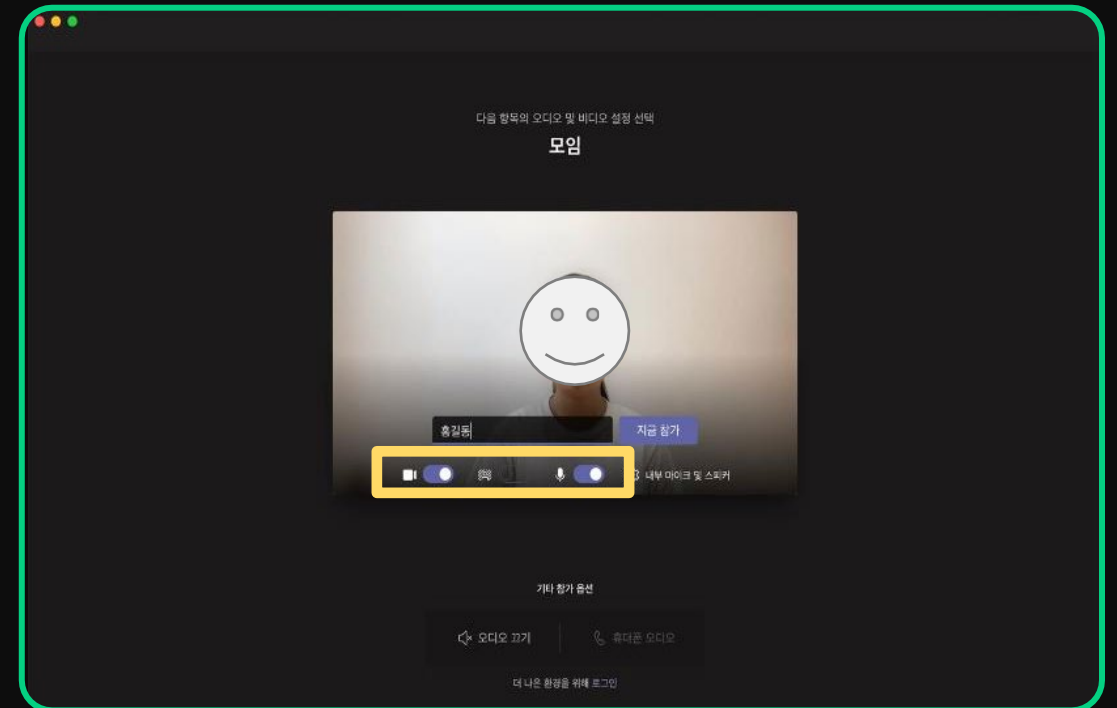 다음 항목의 오디오 및 비디오 설정 선택
모임
홍길동
지금 참가
내부 마이크 및 스피커
기타 참가 옵션
오디오 끄기
휴대폰 오디오
더 나은 환경을 위해 로그인